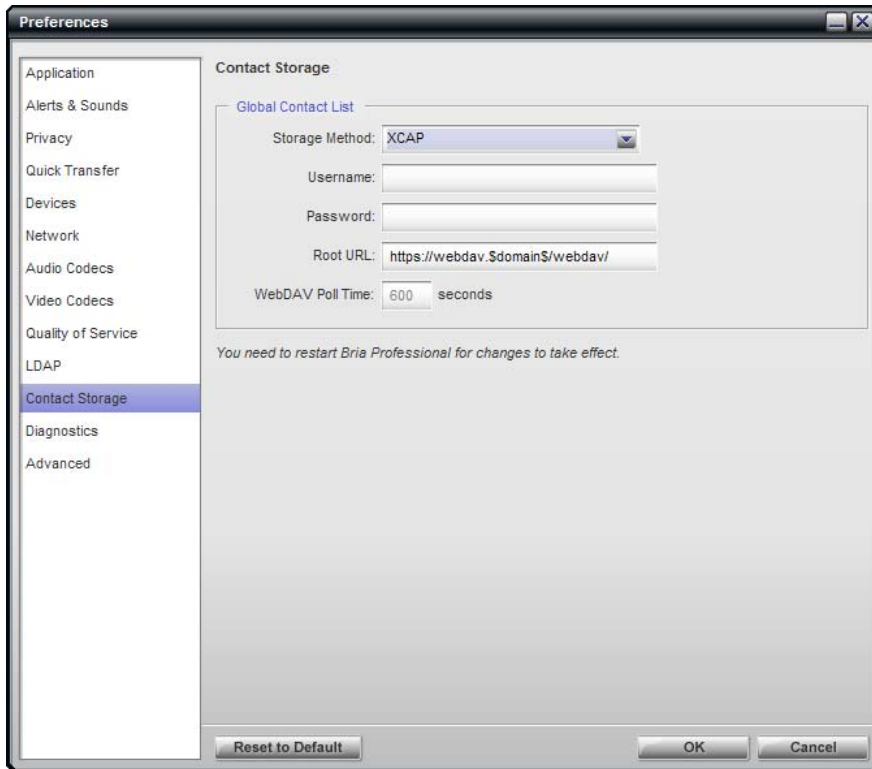 Preferences
Application
Alerts & Sounds
Privacy
Quick Transfer
Devices
Network
Audio Codecs
Video Codecs
Quality of Service
LDAP
Contact Storage
Diagnostics
Advanced
Contact Storage
Global Contact List
Storage Method: XCAP
Username:
Password:
Root URL: https://webdav.$domain$/webdav/
WebDAV Poll Time: 600 seconds
You need to restart Bria Professional for changes to take effect.
Reset to Default OK Cancel